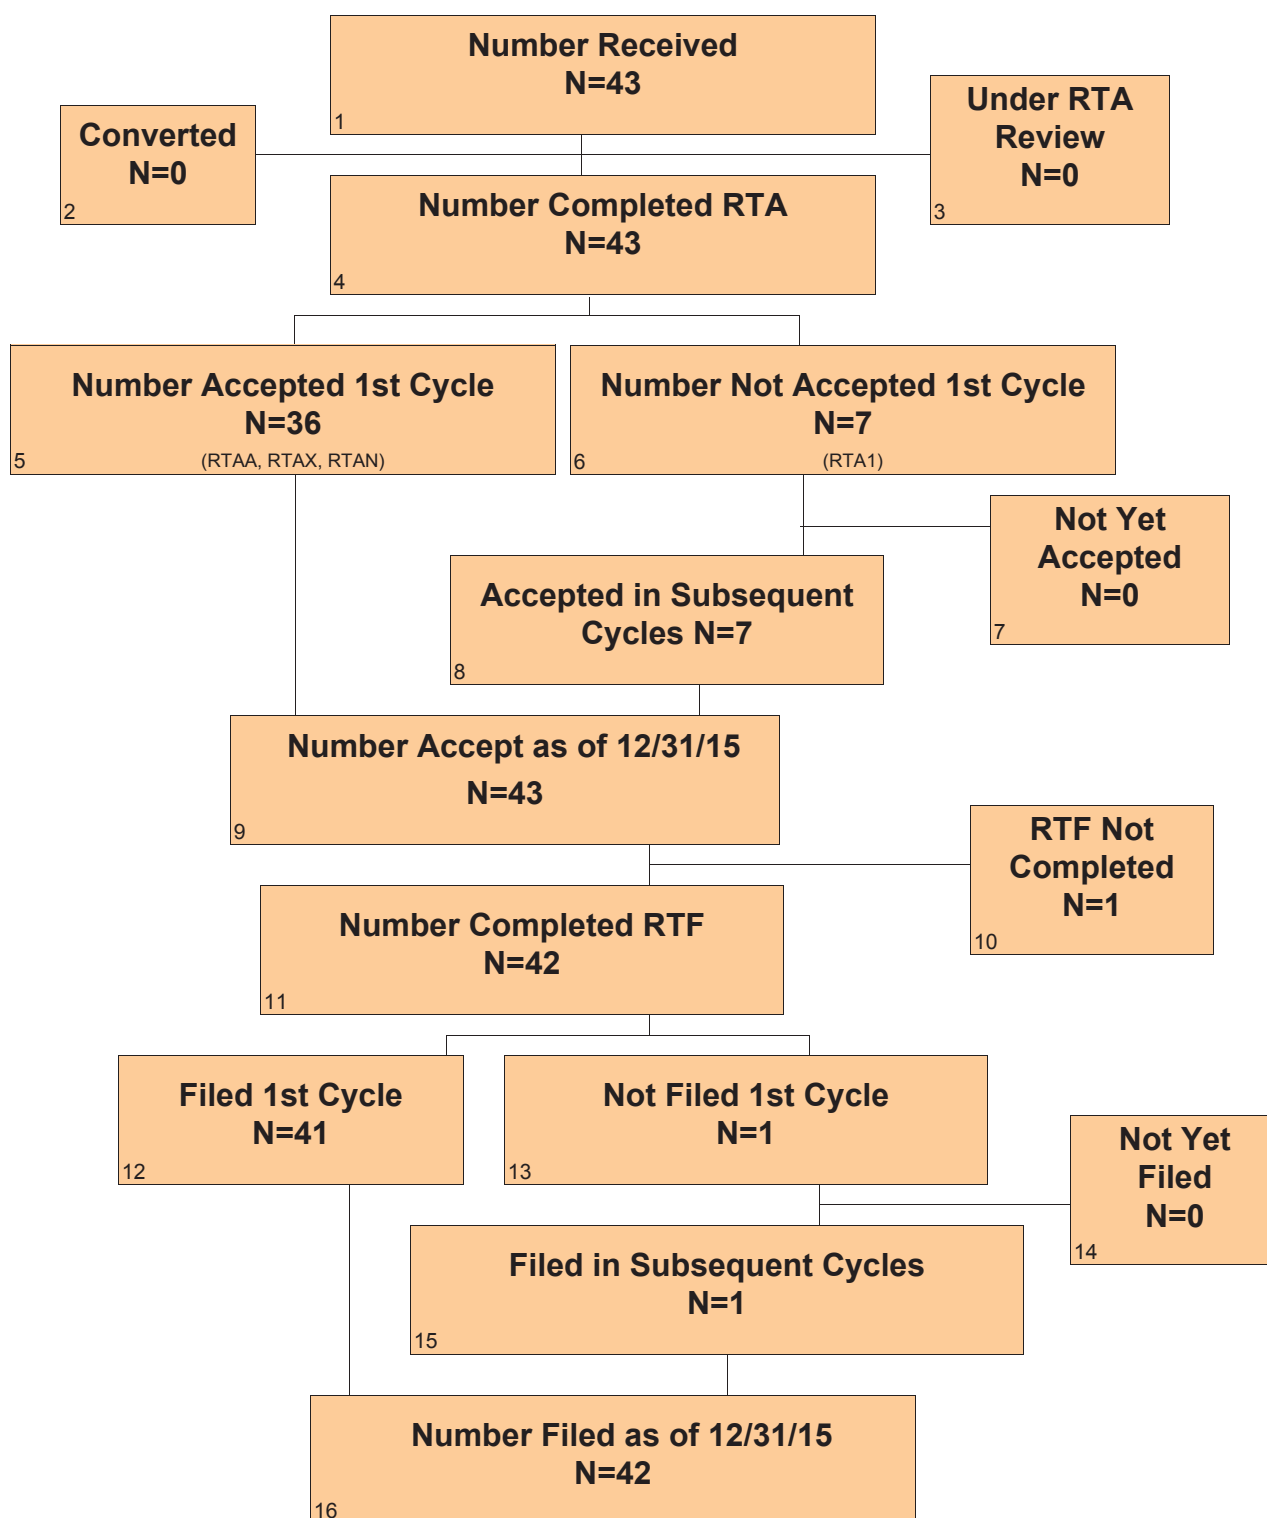 Number Received
N=43
1
Converted
N=0
2
Under RTA
Review
N=0
3
Number Completed RTA
N=43
4
Number Accepted 1st Cycle
N=36
(RTAA, RTAX, RTAN)
5
Number Not Accepted 1st Cycle
N=7
(RTA1)
6
Not Yet
Accepted
N=0
7
Accepted in Subsequent
Cycles N=7
8
Number Accept as of 12/31/15
N=43
9
RTF Not
Completed
N=1
10
Number Completed RTF
N=42
11
Filed 1st Cycle
N=41
12
Not Filed 1st Cycle
N=1
13
Not Yet
Filed
N=0
14
Filed in Subsequent Cycles
N=1
15
Number Filed as of 12/31/15
N=42
16